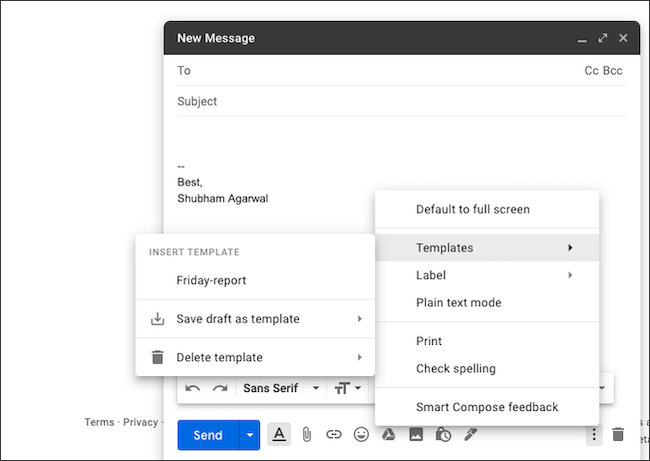 New Message
To
Cc Bcc
Subject
--
Best,
Shubham Agarwal
Default to full screen
Templates
Label
Plain text mode
Print
Check spelling
Smart Compose feedback
INSERT TEMPLATE
Friday-report
Save draft as template
Delete template
Sans Serif
Terms · Privacy ·
Send